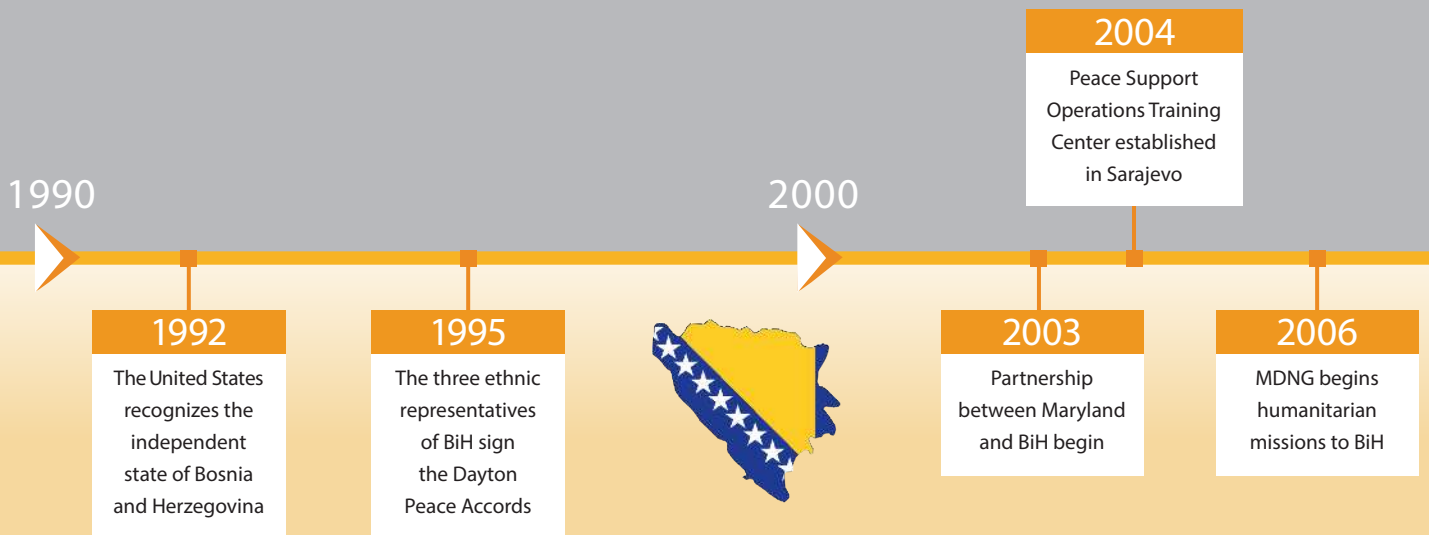 1990
1992
The United States
recognizes the
independent
state of Bosnia
and Herzegovina
1995
The three ethnic
representatives
of BiH sign
the Dayton
Peace Accords
2000
2003
Partnership
between Maryland
and BiH begin
2004
Peace Support
Operations Training
Center established
in Sarajevo
2006
MDNG begins
humanitarian
missions to BiH